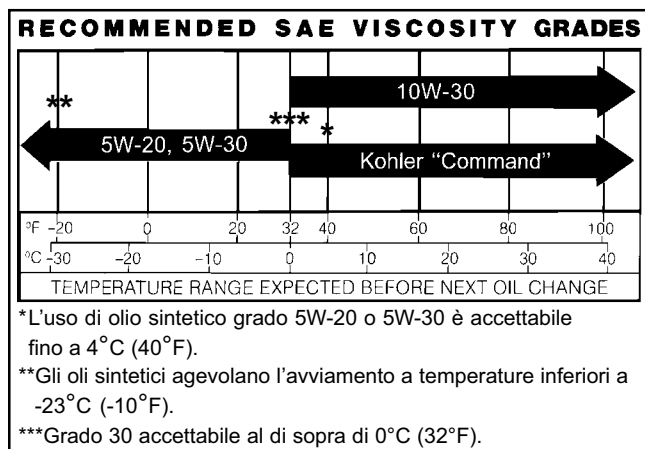 RECOMMENDED SAE VISCOSITY GRADES
10W-30
**
***
*
5W-20, 5W-30
Kohler “Command”
°F -20 0 20 32 40 60 80 100
°C -30 -20 -10 0 10 20 30 40
TEMPERATURE RANGE EXPECTED BEFORE NEXT OIL CHANGE
*L’uso di olio sintetico grado 5W-20 o 5W-30 è accettabile
fino a 4°C (40°F).
**Gli oli sintetici agevolano l’avviamento a temperature inferiori a
-23°C (-10°F).
***Grado 30 accettabile al di sopra di 0°C (32°F).